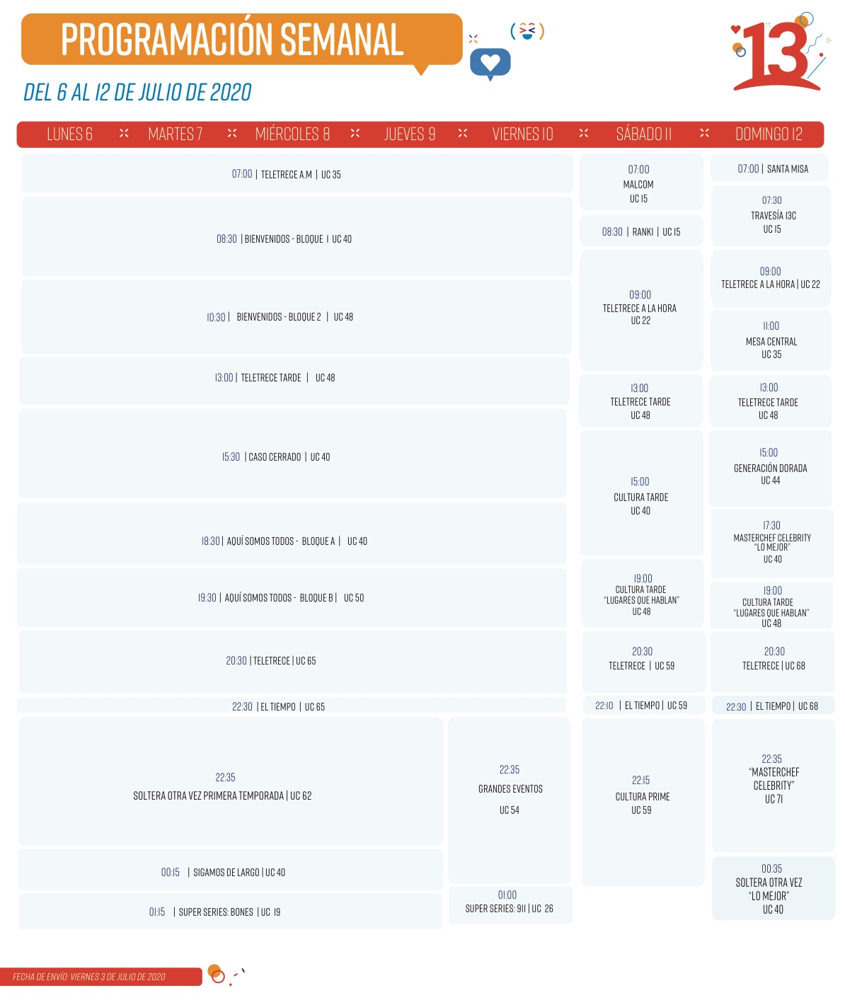 PROGRAMACIÓN SEMANAL
DEL 6 AL 12 DE JULIO DE 2020
13
LUNES 6 MARTES 7 MIÉRCOLES 8 JUEVES 9 VIERNES 10 SÁBADO 11 DOMINGO 12
07:00 | TELETRECE A.M | UC 35
08:30 | BIENVENIDOS - BLOQUE 1 UC 40
10:30 | BIENVENIDOS - BLOQUE 2 | UC 48
13:00 | TELETRECE TARDE | UC 48
15:30 | CASO CERRADO | UC 40
18:30 | AQUÍ SOMOS TODOS - BLOQUE A | UC 40
19:30 | AQUÍ SOMOS TODOS - BLOQUE B | UC 50
20:30 | TELETRECE | UC 65
22:30 | EL TIEMPO | UC 65
22:35
SOLTERA OTRA VEZ PRIMERA TEMPORADA | UC 62
00:15 | SIGAMOS DE LARGO | UC 40
01:15 | SUPER SERIES: BONES | UC 19
22:35
GRANDES EVENTOS
UC 54
01:00
SUPER SERIES: 911 | UC 26
07:00
MALCOM
UC 15
08:30 | RANKI | UC 15
09:00
TELETRECE A LA HORA
UC 22
13:00
TELETRECE TARDE
UC 48
15:00
CULTURA TARDE
UC 40
19:00
CULTURA TARDE
“LUGARES QUE HABLAN”
UC 48
20:30
TELETRECE | UC 59
22:10 | EL TIEMPO | UC 59
22:15
CULTURA PRIME
UC 59
07:00 | SANTA MISA
07:30
TRAVESÍA 13C
UC 15
09:00
TELETRECE A LA HORA | UC 22
11:00
MESA CENTRAL
UC 35
13:00
TELETRECE TARDE
UC 48
15:00
GENERACIÓN DORADA
UC 44
17:30
MASTERCHEF CELEBRITY
“LO MEJOR”
UC 40
19:00
CULTURA TARDE
“LUGARES QUE HABLAN”
UC 48
20:30
TELETRECE | UC 68
22:30 | EL TIEMPO | UC 68
22:35
“MASTERCHEF
CELEBRITY”
UC 71
00:35
SOLTERA OTRA VEZ
“LO MEJOR”
UC 40
FECHA DE ENVÍO: VIERNES 3 DE JULIO DE 2020